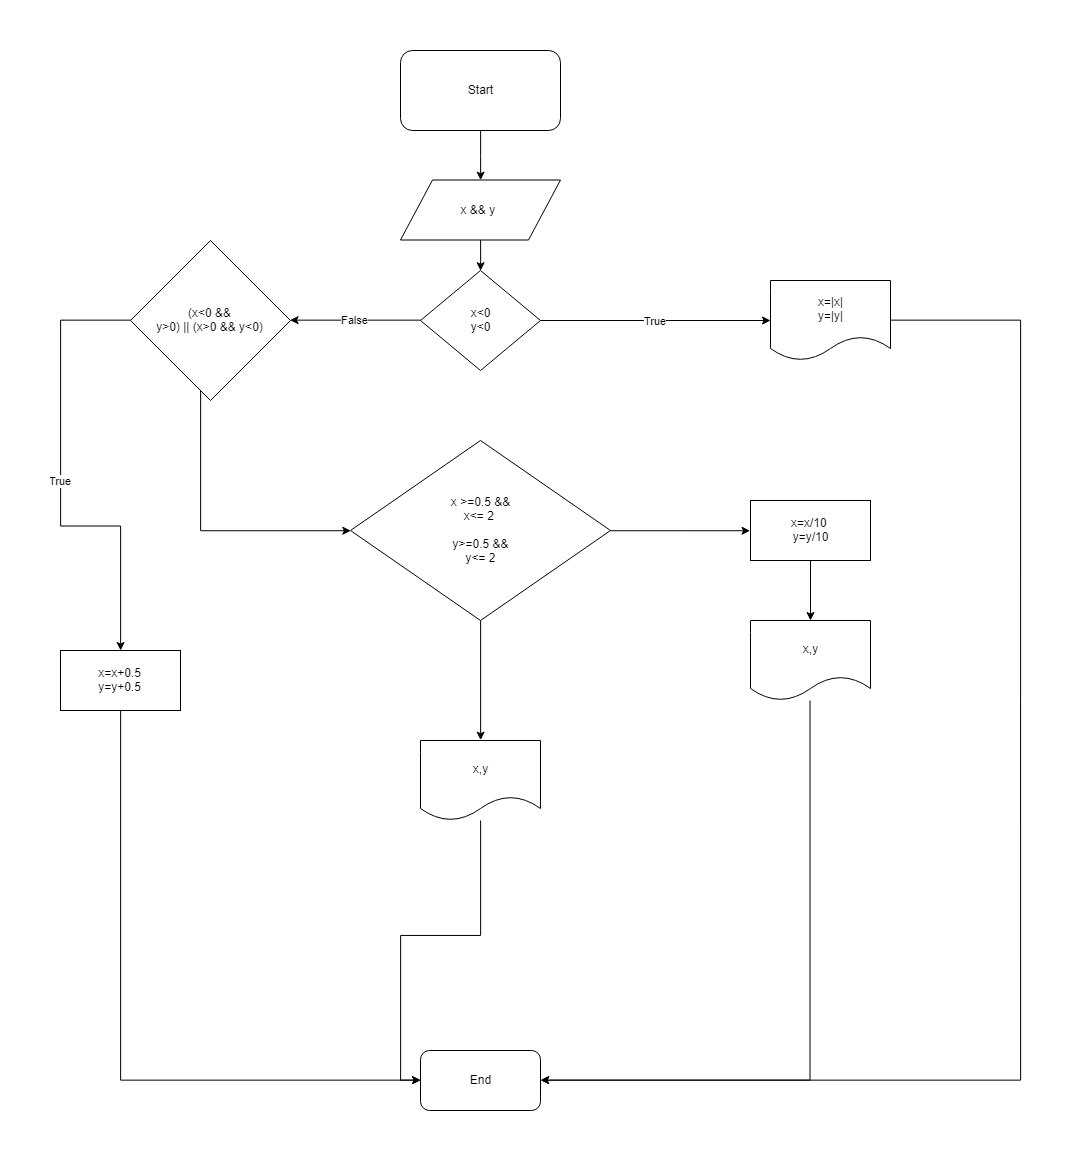 Start
x && y
x<0
y<0
False
True
(x<0 &&
y>0) || (x>0 && y<0)
x=|x|
y=|y|
True
x >=0.5 &&
x<= 2
y>=0.5 &&
y<= 2
x=x/10
y=y/10
x,y
x=x+0.5
y=y+0.5
x,y
End